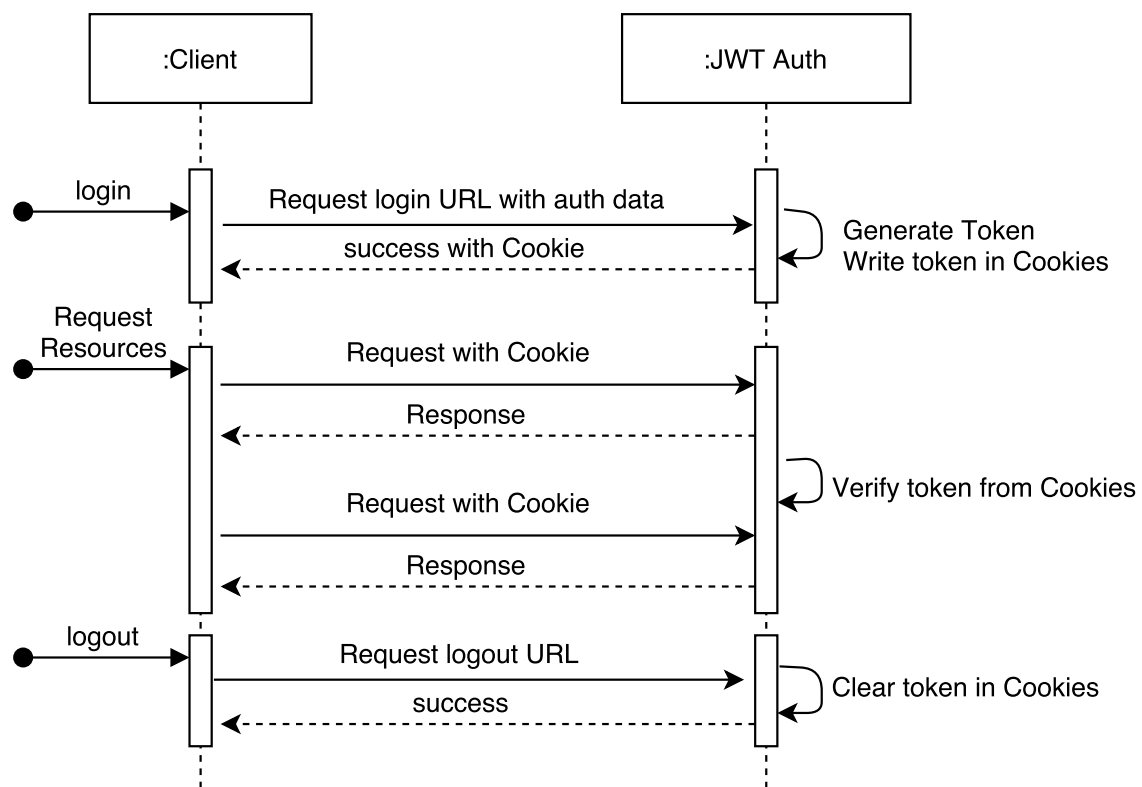 :Client
:JWT Auth
login
Request login URL with auth data
success with Cookie
Generate Token
Write token in Cookies
Request
Resources
Request with Cookie
Response
Verify token from Cookies
Request with Cookie
Response
logout
Request logout URL
success
Clear token in Cookies